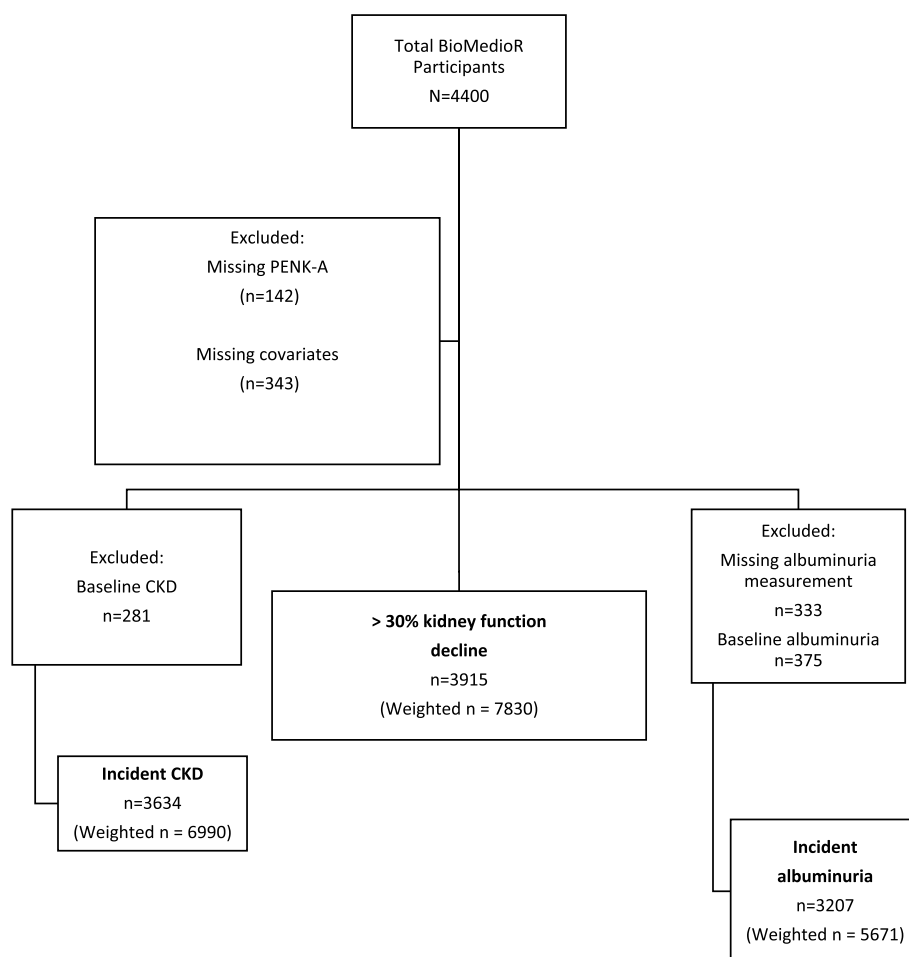 Total BioMedioR
Participants
N=4400
Excluded:
Missing PENK-A
(n=142)
Missing covariates
(n=343)
Excluded:
Baseline CKD
n=281
> 30% kidney function
decline
n=3915
(Weighted n = 7830)
Excluded:
Missing albuminuria
measurement
n=333
Baseline albuminuria
n=375
Incident CKD
n=3634
(Weighted n = 6990)
Incident
albuminuria
n=3207
(Weighted n = 5671)